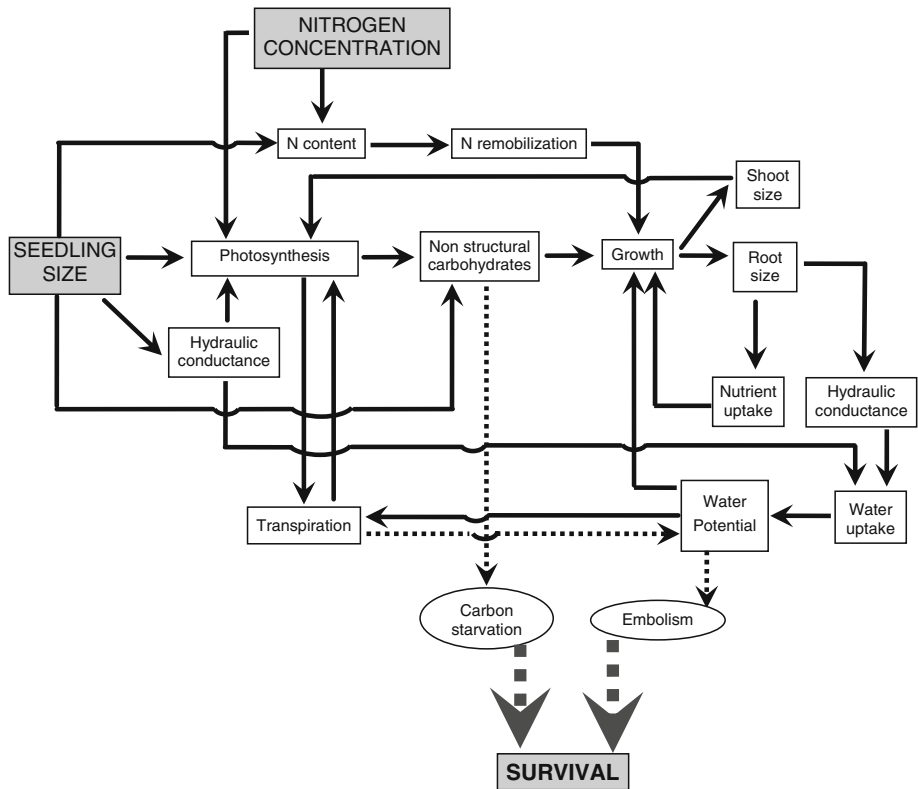 NITROGEN
CONCENTRATION
N content
N remobilization
Shoot
size
SEEDLING
SIZE
Photosynthesis
Non structural
carbohydrates
Growth
Root
size
Hydraulic
conductance
Nutrient
uptake
Hydraulic
conductance
Transpiration
Water
Potential
Water
uptake
Carbon
starvation
Embolism
SURVIVAL